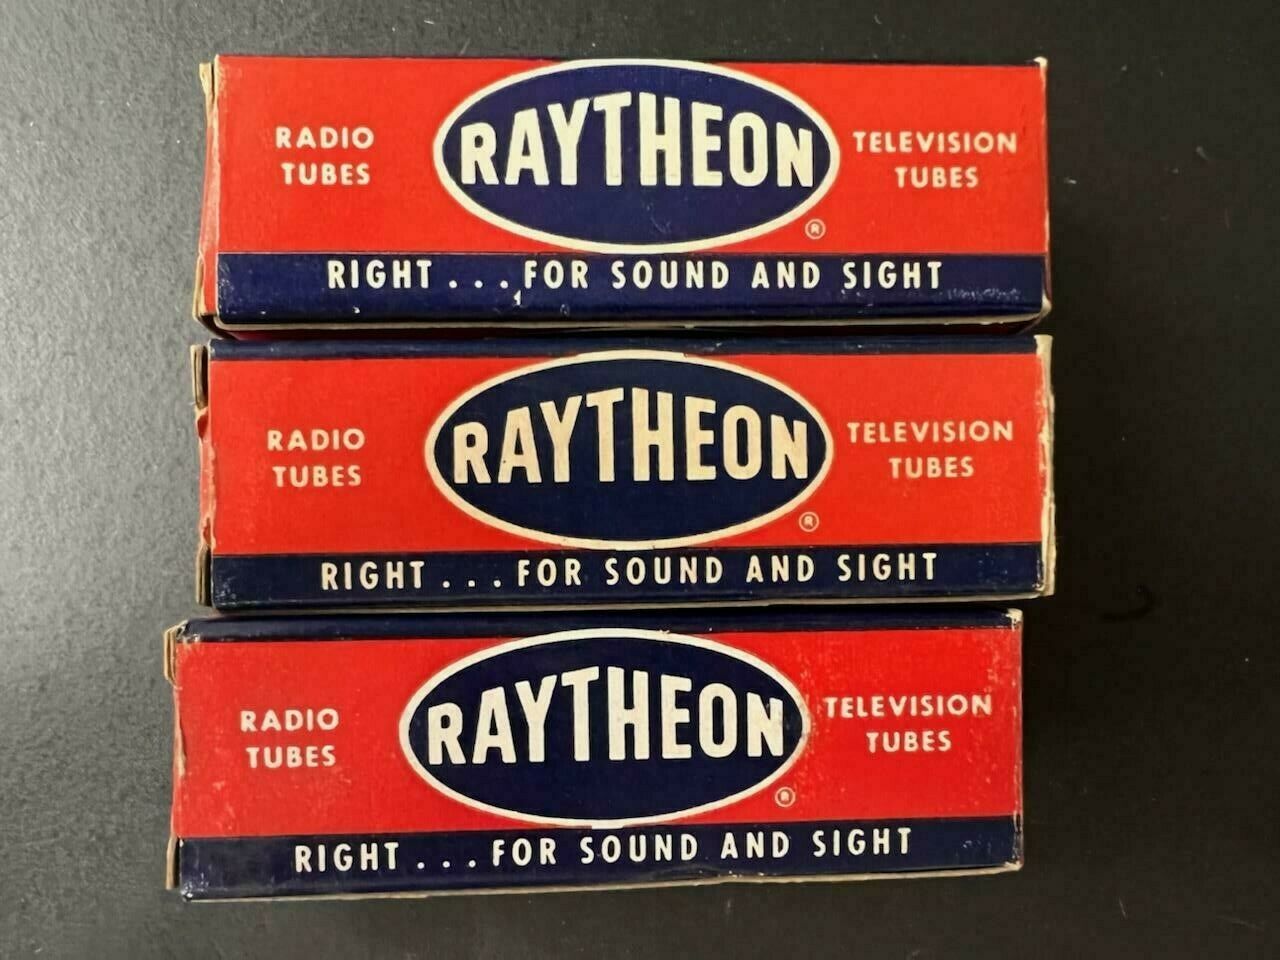 RADIO
TUBES
RAYTHEON
®
TELEVISION
TUBES
RIGHT . . . FOR SOUND AND SIGHT
RADIO
TUBES
RAYTHEON
®
TELEVISION
TUBES
RIGHT . . . FOR SOUND AND SIGHT
RADIO
TUBES
RAYTHEON
®
TELEVISION
TUBES
RIGHT . . . FOR SOUND AND SIGHT